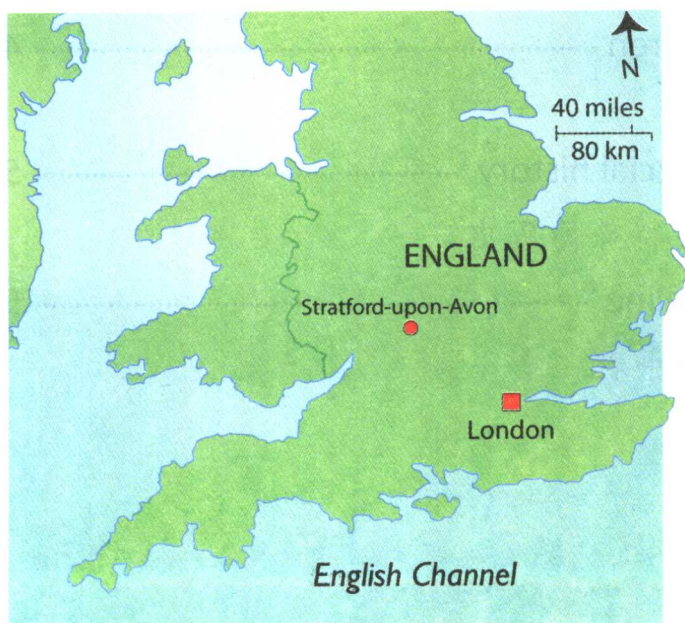 N
40 miles
80 km
ENGLAND
Stratford-upon-Avon
London
English Channel